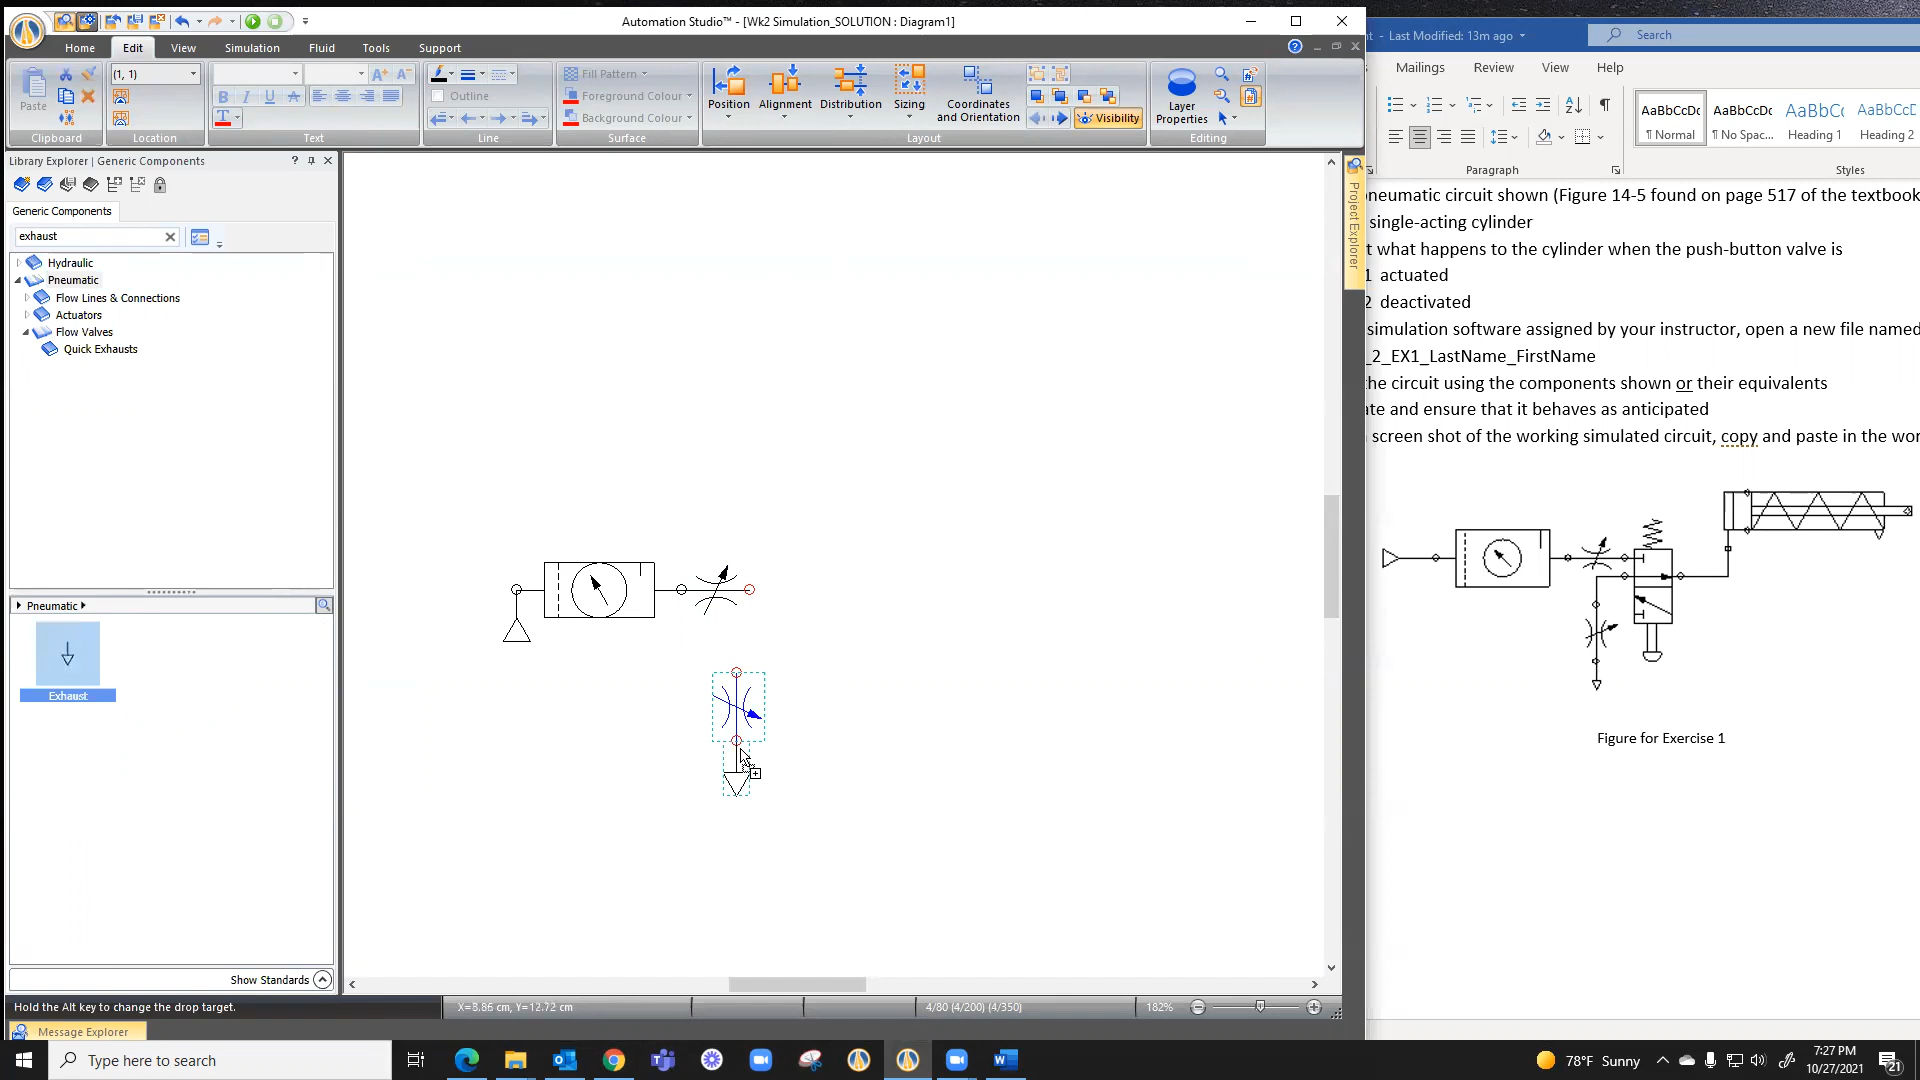 Automation Studio™ - [Wk2 Simulation_SOLUTION : Diagram1]
Home
Edit
View
Simulation
Fluid
Tools
Support
Paste
Clipboard
(1, 1)
Location
B I U A
Text
Outline
Line
Fill Pattern
Foreground Colour
Background Colour
Surface
Position
Alignment
Distribution
Sizing
Coordinates
and Orientation
Visibility
Layout
Layer
Properties
Editing
Library Explorer | Generic Components
Generic Components
exhaust
Hydraulic
Pneumatic
Flow Lines & Connections
Actuators
Flow Valves
Quick Exhausts
Pneumatic
Exhaust
Show Standards
Hold the Alt key to change the drop target.
X=8.86 cm, Y=12.72 cm
4/80 (4/200) (4/350)
182%
Message Explorer
Project Explorer
- Last Modified: 13m ago
Search
Mailings
Review
View
Help
AaBbCcDc
¶ Normal
AaBbCcDc
¶ No Spac...
AaBbCc
Heading 1
AaBbCcD
Heading 2
Paragraph
Styles
neumatic circuit shown (Figure 14-5 found on page 517 of the textbook
single-acting cylinder
t what happens to the cylinder when the push-button valve is
1 actuated
2 deactivated
simulation software assigned by your instructor, open a new file named
_2_EX1_LastName_FirstName
the circuit using the components shown or their equivalents
ate and ensure that it behaves as anticipated
screen shot of the working simulated circuit, copy and paste in the wor
Figure for Exercise 1
Type here to search
78°F Sunny
7:27 PM
10/27/2021
21